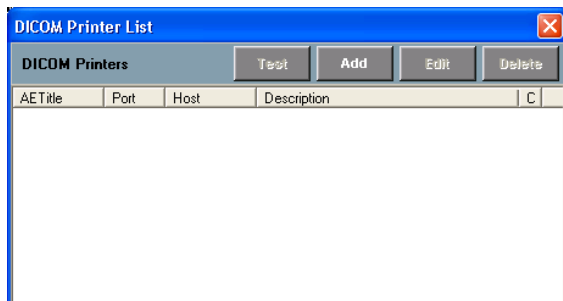 DICOM Printer List
DICOM Printers Test Add Edit Delete
AETitle Port Host Description C